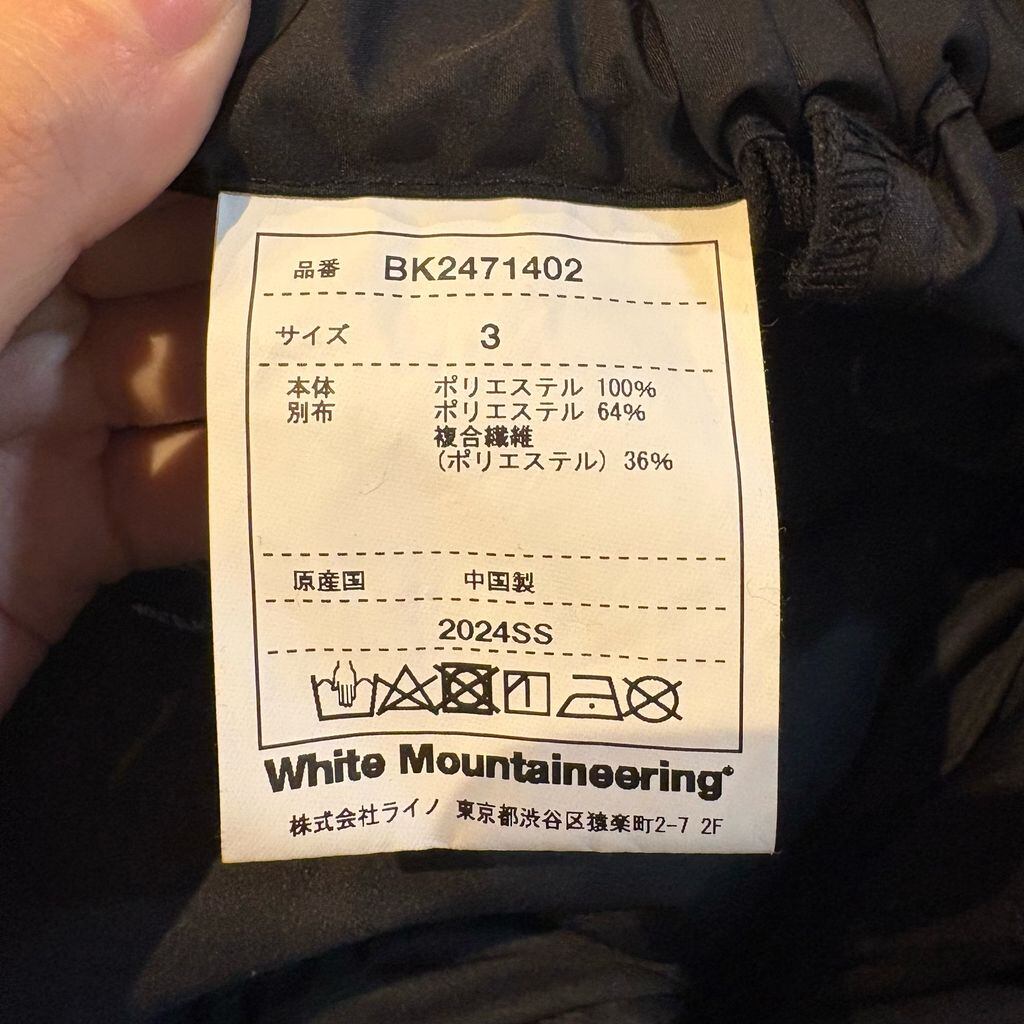 品番 BK2471402
サイズ 3
本体 ポリエステル 100%
別布 ポリエステル 64%
複合繊維
(ポリエステル) 36%
原産国 中国製
2024SS
White Mountaineering®
株式会社ライノ 東京都渋谷区猿楽町2-7 2F